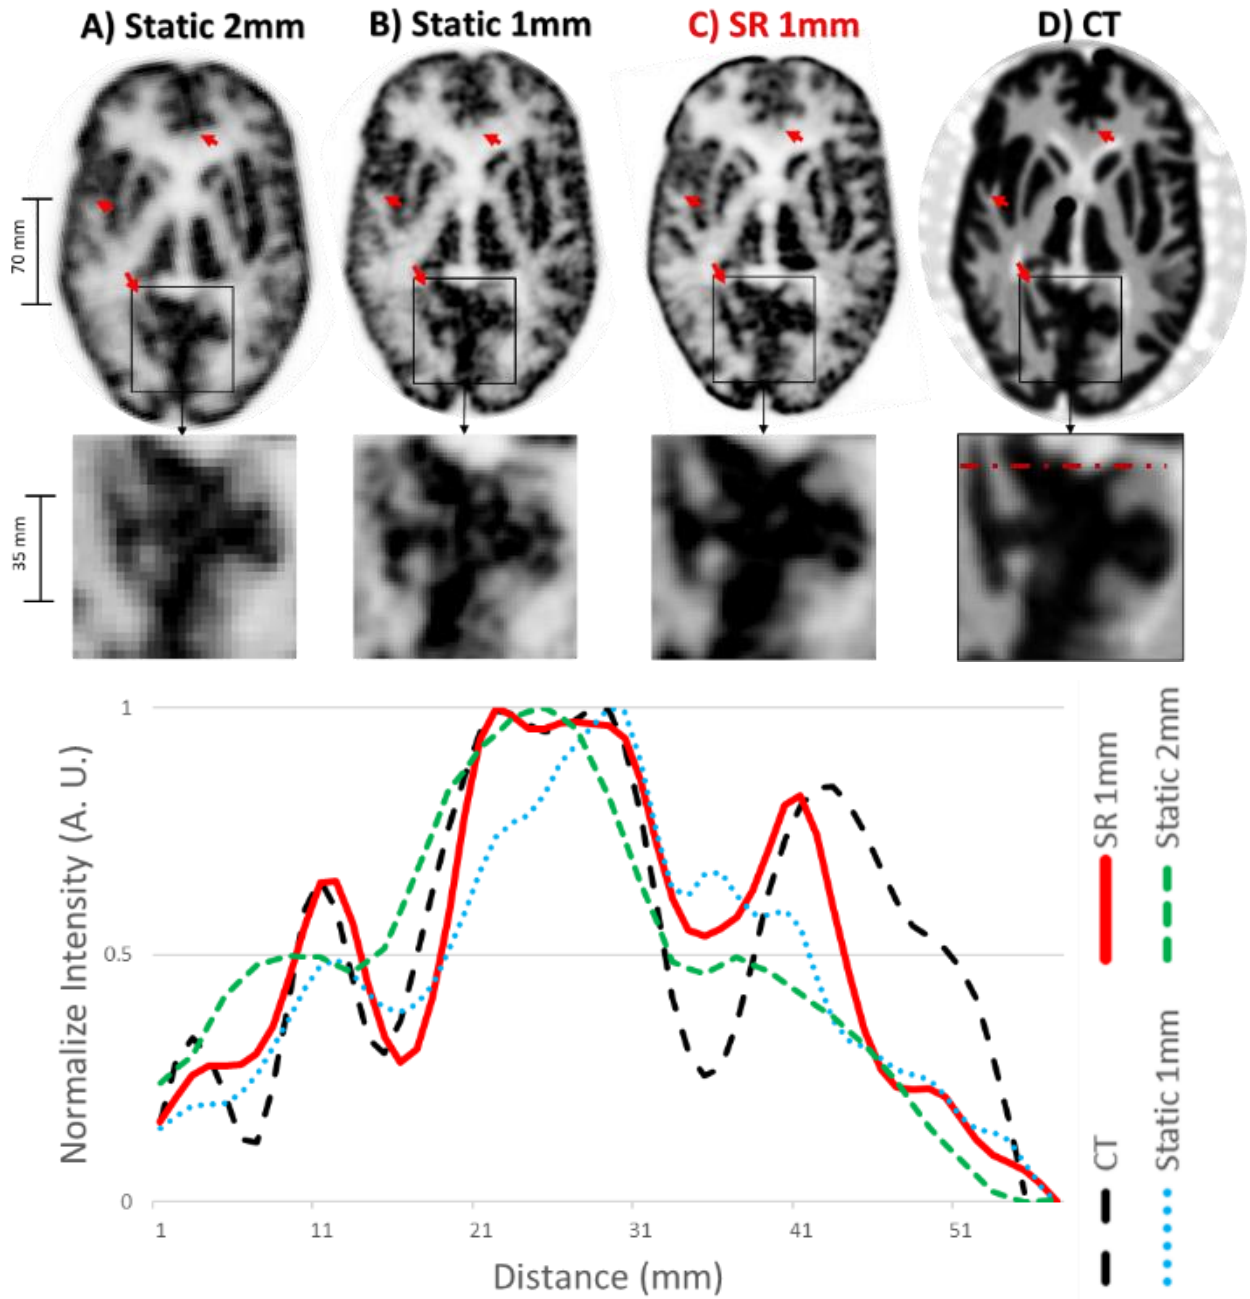 A) Static 2mm
B) Static 1mm
C) SR 1mm
D) CT
70 mm
35 mm
Normalize Intensity (A. U.)
1
0.5
0
1
11
21
31
41
51
Distance (mm)
SR 1mm
Static 2mm
CT
Static 1mm